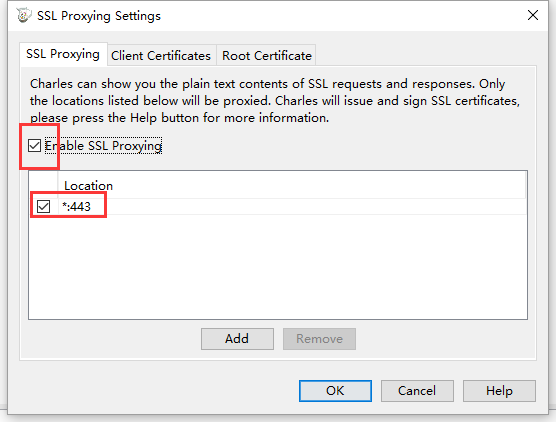 SSL Proxying Settings
SSL Proxying
Client Certificates
Root Certificate
Charles can show you the plain text contents of SSL requests and responses. Only
the locations listed below will be proxied. Charles will issue and sign SSL certificates,
please press the Help button for more information.
Enable SSL Proxying
Location
*:443
Add
Remove
OK
Cancel
Help